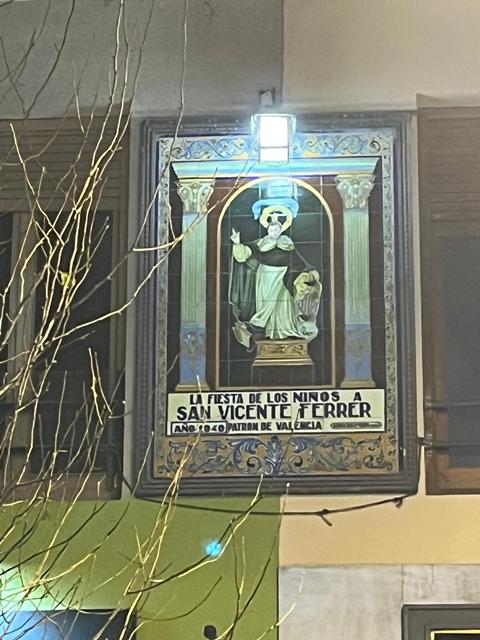 LA FIESTA DE LOS NIÑOS A
SAN VICENTE FERRER
AÑO 1940 PATRON DE VALENCIA